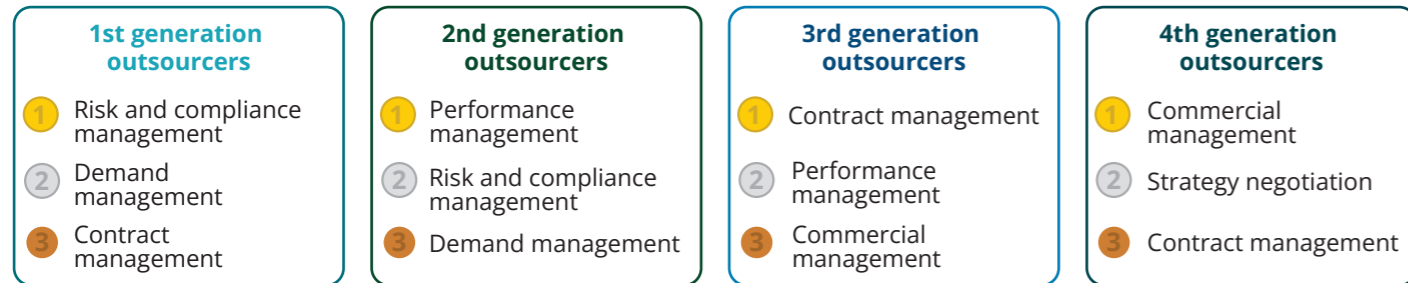 1st generation
outsourcers
1
Risk and compliance
management
2
Demand
management
3
Contract
management
2nd generation
outsourcers
1
Performance
management
2
Risk and compliance
management
3
Demand management
3rd generation
outsourcers
1
Contract management
2
Performance
management
3
Commercial
management
4th generation
outsourcers
1
Commercial
management
2
Strategy negotiation
3
Contract management